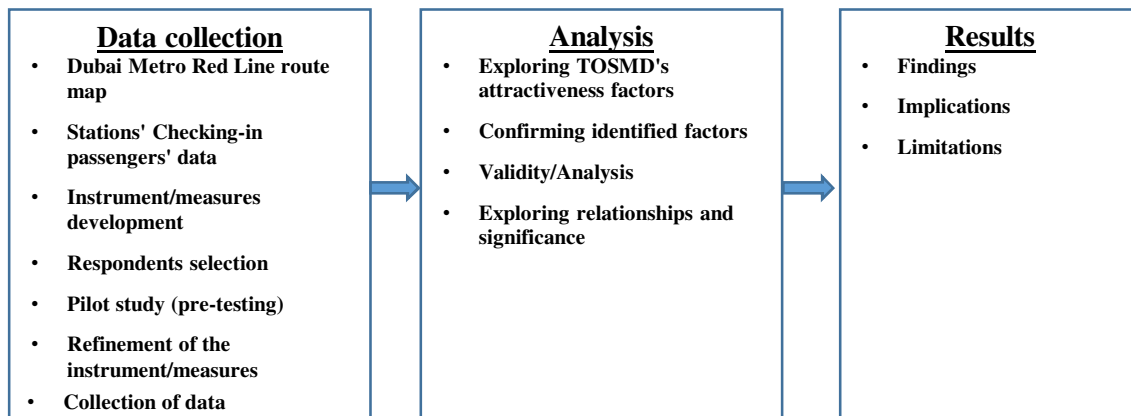 Data collection
• Dubai Metro Red Line route
map
• Stations' Checking-in
passengers' data
• Instrument/measures
development
• Respondents selection
• Pilot study (pre-testing)
• Refinement of the
instrument/measures
• Collection of data
Analysis
• Exploring TOSMD's
attractiveness factors
• Confirming identified factors
• Validity/Analysis
• Exploring relationships and
significance
Results
• Findings
• Implications
• Limitations